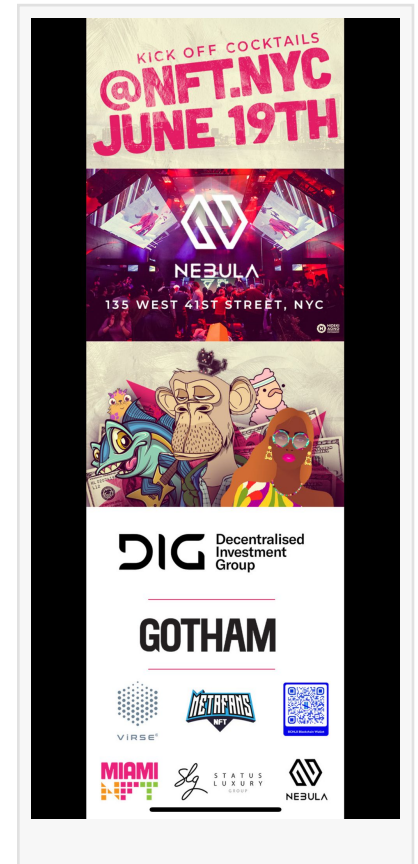 KICK OFF COCKTAILS
@NFT.NYC
JUNE 19TH
NEBULA
135 WEST 41ST STREET, NYC
DIG
Decentralised
Investment
Group
GOTHAM
ViRSE
METAFANS
NFT
MIAMI
NFT
Slg
STATUS
LUXURY
GROUP
NEBULA